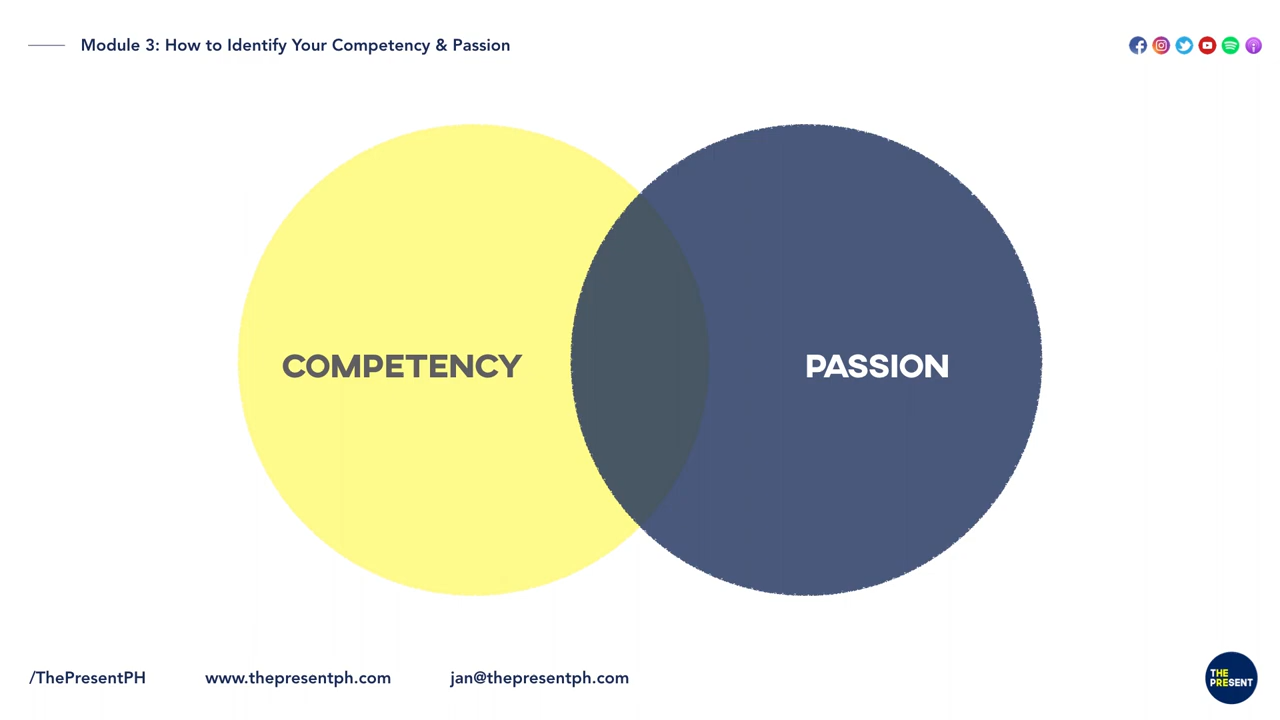 Module 3: How to Identify Your Competency & Passion
COMPETENCY
PASSION
/ThePresentPH
www.thepresentph.com
jan@thepresentph.com
THE
PRESENT